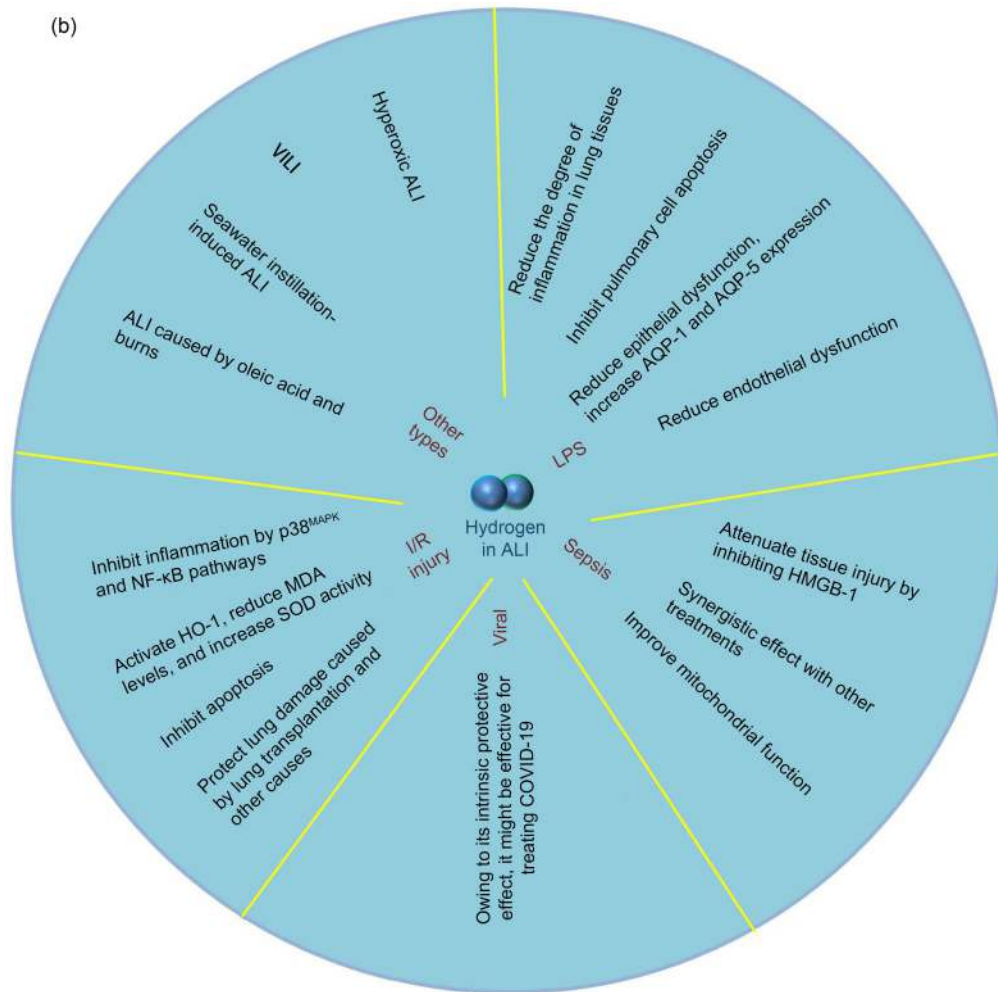 (b)
Hydrogen
in ALI
LPS
Reduce the degree of
inflammation in lung tissues
Inhibit pulmonary cell apoptosis
Reduce epithelial dysfunction,
increase AQP-1 and AQP-5 expression
Reduce endothelial dysfunction
Sepsis
Attenuate tissue injury by
inhibiting HMGB-1
Synergistic effect with other
treatments
Improve mitochondrial function
Viral
Owing to its intrinsic protective
effect, it might be effective for
treating COVID-19
I/R
injury
Inhibit inflammation by p38ᴹᴬᴾᴷ
and NF-κB pathways
Activate HO-1, reduce MDA
levels, and increase SOD activity
Inhibit apoptosis
Protect lung damage caused
by lung transplantation and
other causes
Other
types
ALI caused by oleic acid and
burns
Seawater instillation-
induced ALI
VILI
Hyperoxic ALI